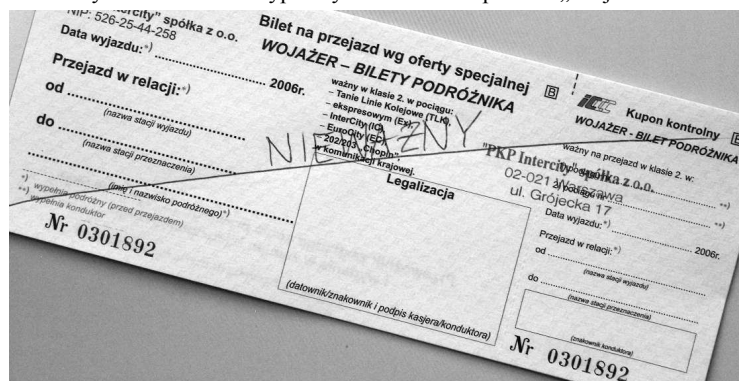 ntercity" spółka z o.o.
NIP: 526-25-44-258
Data wyjazdu:*) 2006r.
Przejazd w relacji:*)
od
(nazwa stacji wyjazdu)
do
(nazwa stacji przeznaczenia)
(imię i nazwisko podróżnego)*)
*) wypełnia podróżny (przed przejazdem)
**) wypełnia konduktor
Nr 0301892
Bilet na przejazd wg oferty specjalnej B
WOJAŻER – BILETY PODRÓŻNIKA
ważny w klasie 2. w pociągu:
– Tanie Linie Kolejowe (TLK)
– ekspresowym (Ex)
– InterCity (IC)
– EuroCity (EC)
– 202/203 „Chopin"
w komunikacji krajowej.
NIEWAŻNY
Legalizacja
(datownik/znakownik i podpis kasjera/konduktora)
Kupon kontrolny
WOJAŻER - BILET PODRÓŻNIKA
ważny na przejazd w klasie 2. w:
"PKP Intercity" spółka z o.o.
02-021 Warszawa
ul. Grójecka 17
**)
**)
Data wyjazdu:*) 2006r.
Przejazd w relacji:*)
od
(nazwa stacji wyjazdu)
do
(nazwa stacji przeznaczenia)
(znakownik konduktora)
Nr 0301892